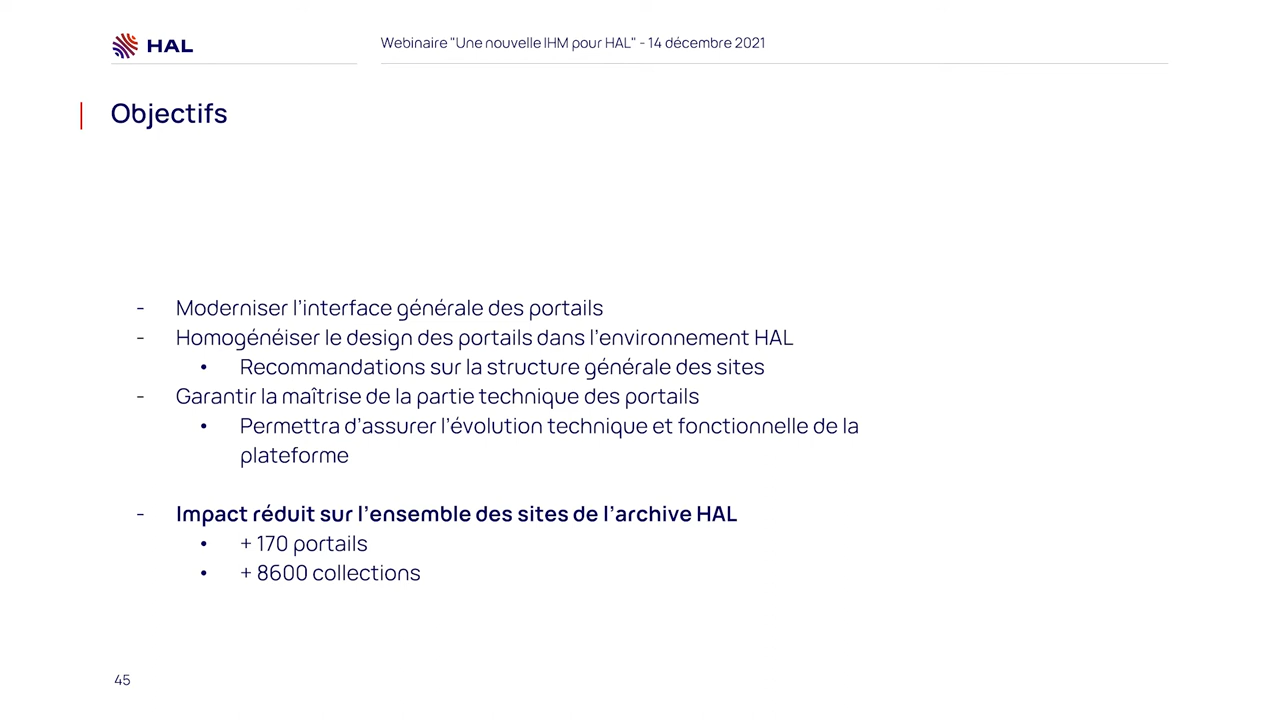 HAL
Webinaire "Une nouvelle IHM pour HAL" - 14 décembre 2021
Objectifs
- Moderniser l'interface générale des portails
- Homogénéiser le design des portails dans l'environnement HAL
• Recommandations sur la structure générale des sites
- Garantir la maîtrise de la partie technique des portails
• Permettra d'assurer l'évolution technique et fonctionnelle de la
plateforme
- Impact réduit sur l'ensemble des sites de l'archive HAL
• + 170 portails
• + 8600 collections
45